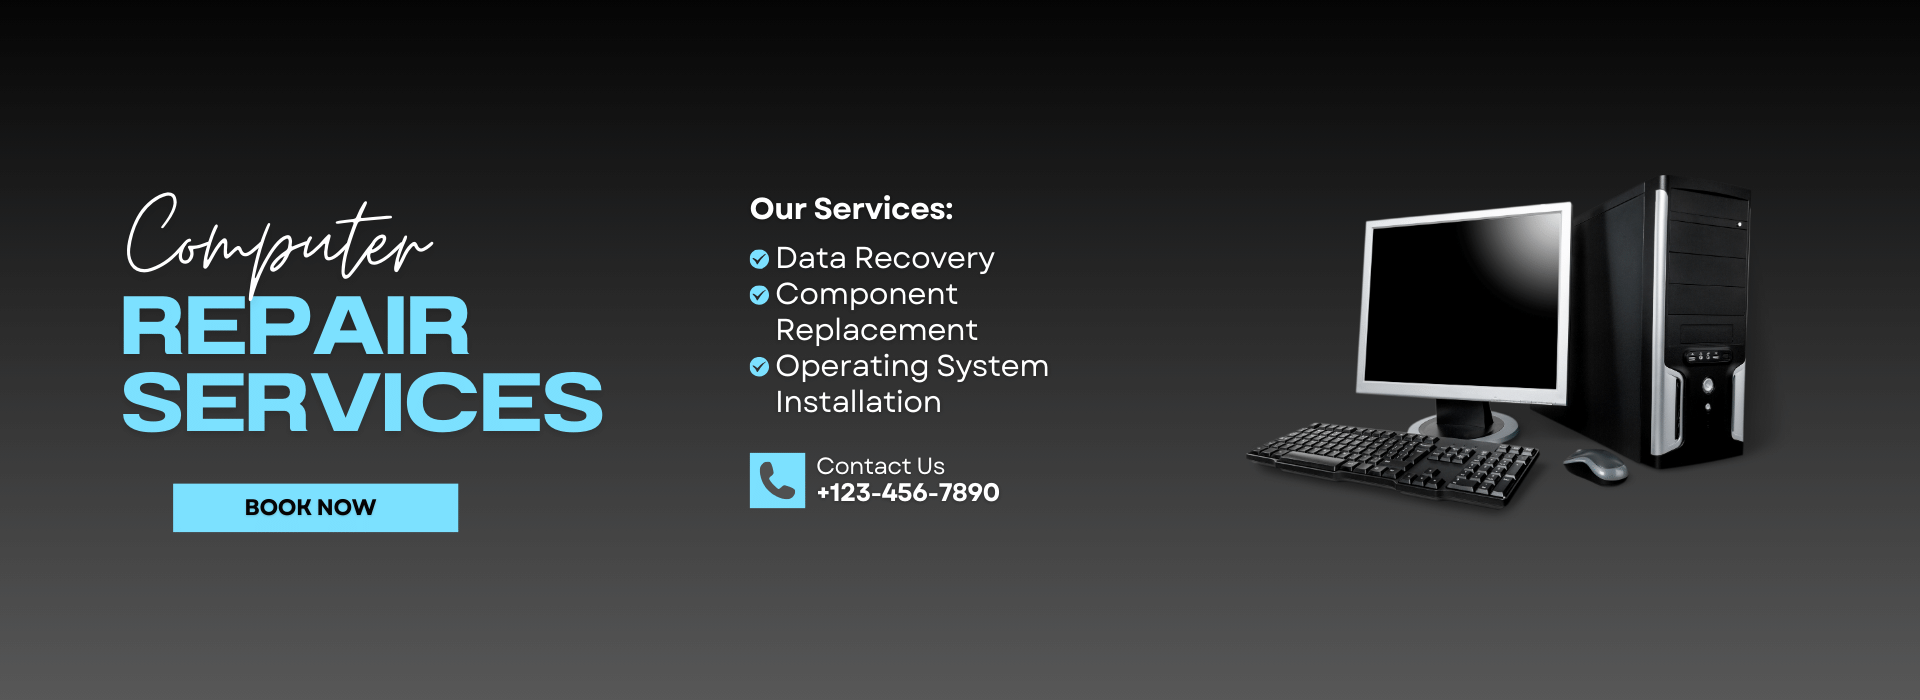 Computer
REPAIR
SERVICES
BOOK NOW
Our Services:
Data Recovery
Component
Replacement
Operating System
Installation
Contact Us
+123-456-7890